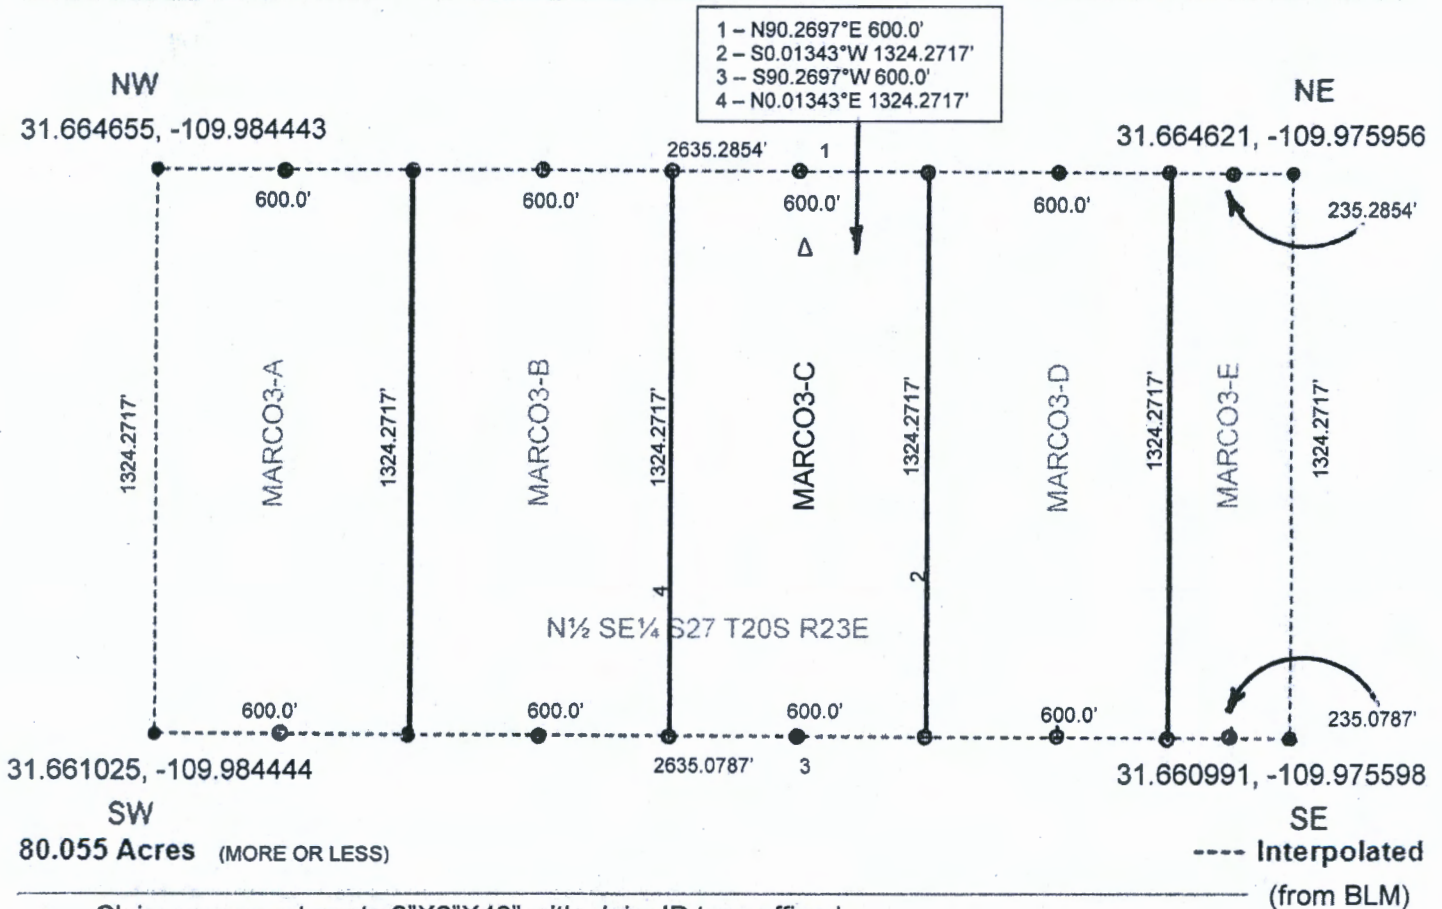 1 – N90.2697°E 600.0'
2 – S0.01343°W 1324.2717'
3 – S90.2697°W 600.0'
4 – N0.01343°E 1324.2717'
NW
31.664655, -109.984443
NE
31.664621, -109.975956
2635.2854'
1
600.0'
600.0'
600.0'
600.0'
235.2854'
Δ
1324.2717'
MARCO3-A
1324.2717'
MARCO3-B
1324.2717'
MARCO3-C
1324.2717'
MARCO3-D
1324.2717'
MARCO3-E
1324.2717'
4
2
N½ SE¼ S27 T20S R23E
600.0'
600.0'
600.0'
600.0'
235.0787'
2635.0787'
3
31.661025, -109.984444
SW
31.660991, -109.975598
SE
80.055 Acres (MORE OR LESS)
---- Interpolated
(from BLM)